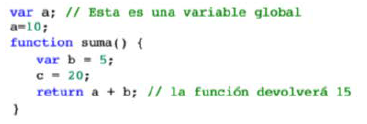 var a; // Esta es una variable global
a=10;
function suma() {
var b = 5;
c = 20;
return a + b; // la función devolverá 15
}